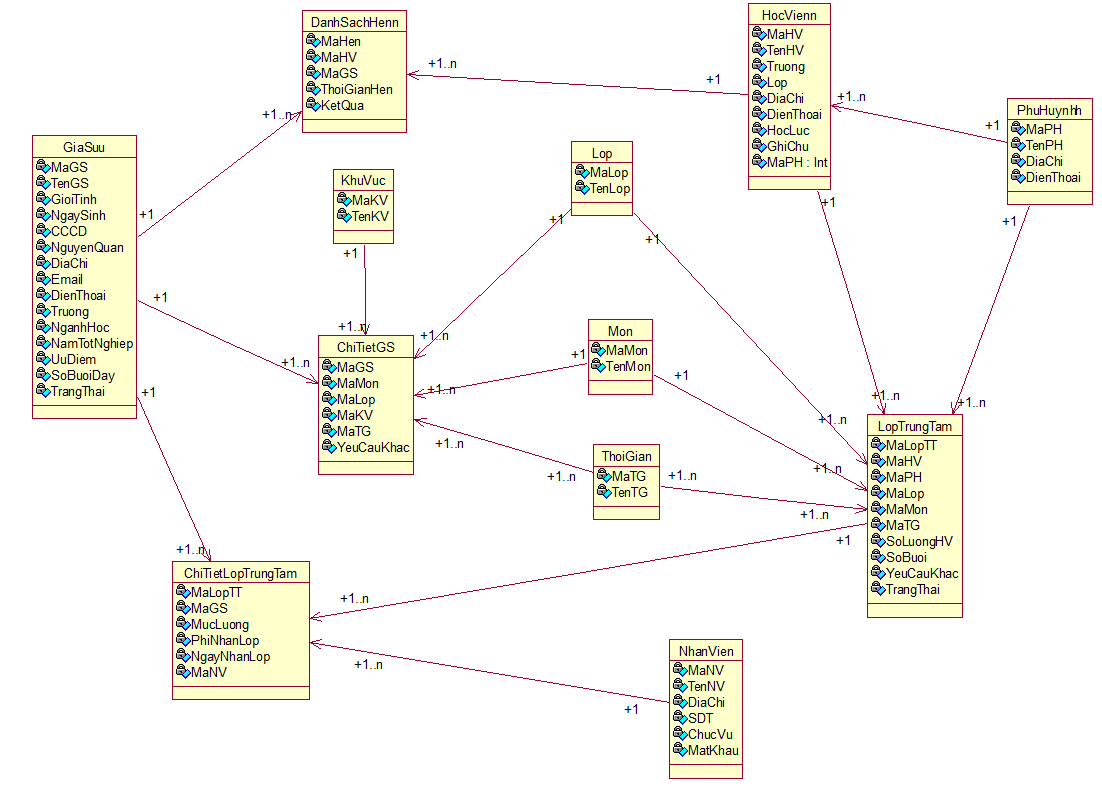 DanhSachHenn
MaHen
MaHV
MaGS
ThoiGianHen
KetQua
HocVienn
MaHV
TenHV
Truong
Lop
DiaChi
DienThoai
HocLuc
GhiChu
MaPH : Int
PhuHuynhh
MaPH
TenPH
DiaChi
DienThoai
GiaSuu
MaGS
TenGS
GioiTinh
NgaySinh
CCCD
NguyenQuan
DiaChi
Email
DienThoai
Truong
NganhHoc
NamTotNghiep
UuDiem
SoBuoiDay
TrangThai
KhuVuc
MaKV
TenKV
Lop
MaLop
TenLop
ChiTietGS
MaGS
MaMon
MaLop
MaKV
MaTG
YeuCauKhac
Mon
MaMon
TenMon
ThoiGian
MaTG
TenTG
LopTrungTam
MaLopTT
MaHV
MaPH
MaLop
MaMon
MaTG
SoLuongHV
SoBuoi
YeuCauKhac
TrangThai
ChiTietLopTrungTam
MaLopTT
MaGS
MucLuong
PhiNhanLop
NgayNhanLop
MaNV
NhanVien
MaNV
TenNV
DiaChi
SDT
ChucVu
MatKhau
+1..n
+1
+1..n
+1
+1..n
+1
+1
+1..n
+1
+1..n
+1
+1..n
+1
+1..n
+1
+1..n
+1
+1..n
+1
+1..n
+1..n
+1..n
+1..n
+1..n
+1
+1..n
+1
+1..n
+1
+1..n
+1
+1..n